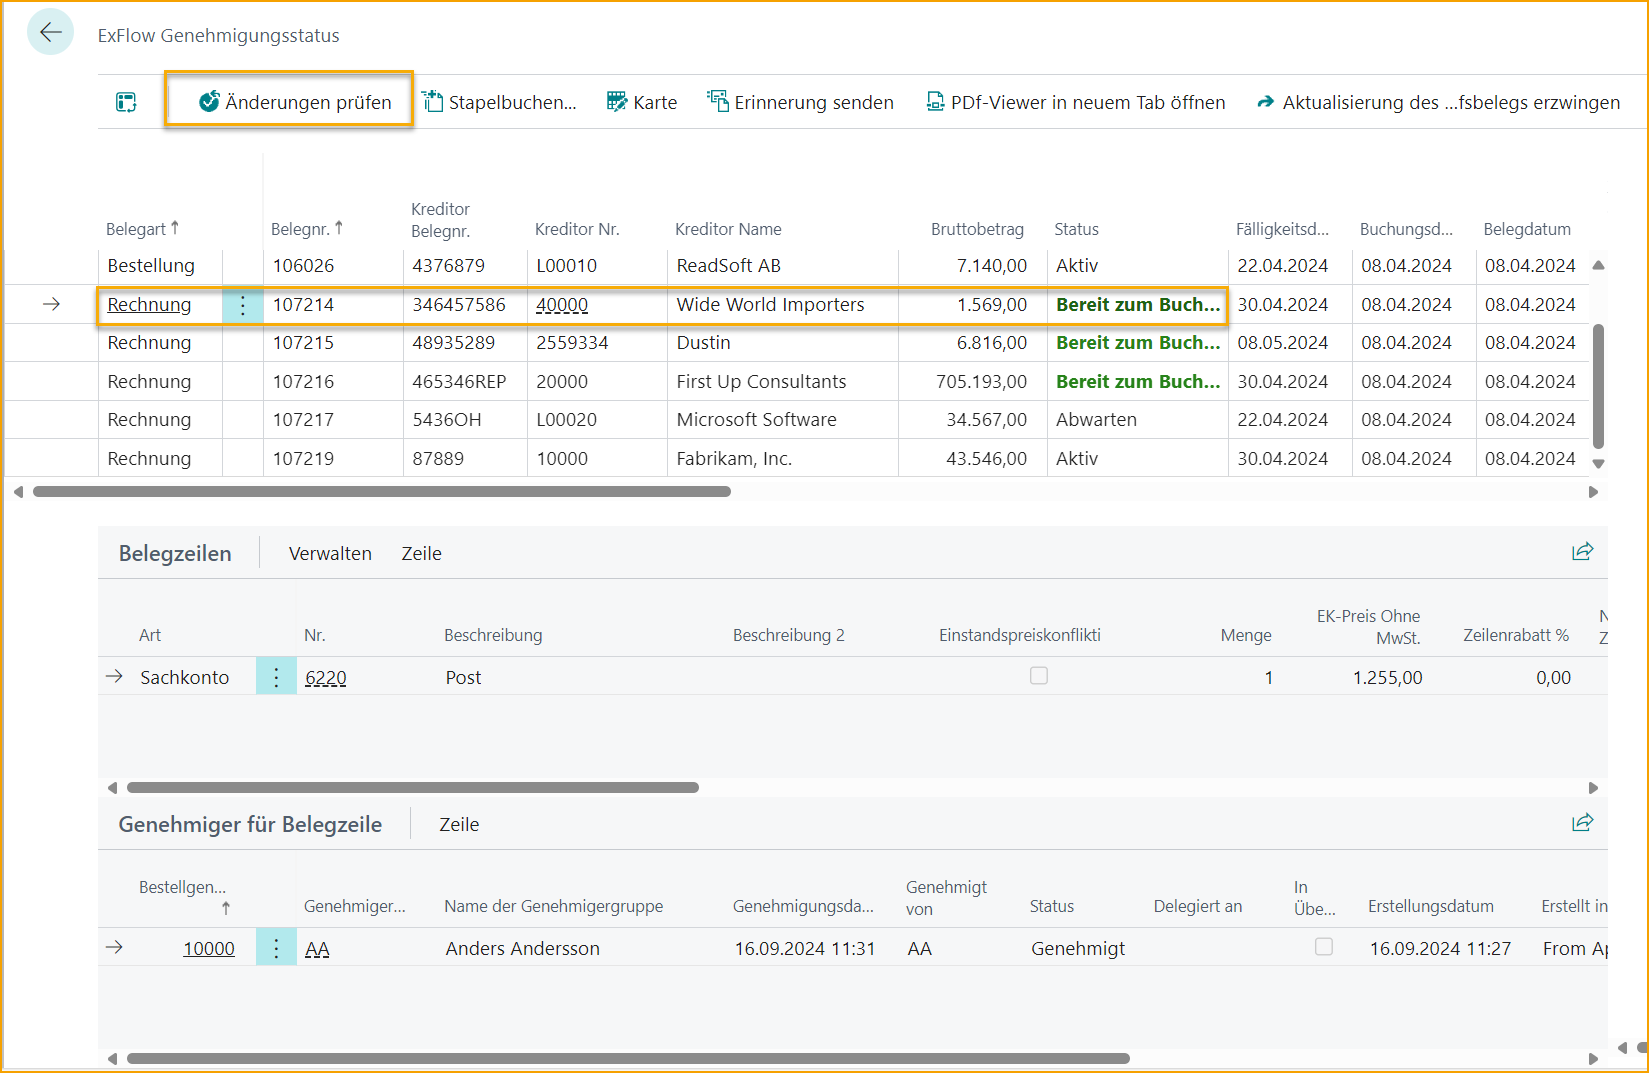 ExFlow Genehmigungsstatus
Änderungen prüfen Stapelbuchen... Karte Erinnerung senden PDf-Viewer in neuem Tab öffnen Aktualisierung des ...fsbelegs erzwingen
Belegart ↑ Belegnr. ↑ Kreditor Belegnr. Kreditor Nr. Kreditor Name Bruttobetrag Status Fälligkeitsd... Buchungsd... Belegdatum
Bestellung 106026 4376879 L00010 ReadSoft AB 7.140,00 Aktiv 22.04.2024 08.04.2024 08.04.2024
Rechnung 107214 346457586 40000 Wide World Importers 1.569,00 Bereit zum Buch... 30.04.2024 08.04.2024 08.04.2024
Rechnung 107215 48935289 2559334 Dustin 6.816,00 Bereit zum Buch... 08.05.2024 08.04.2024 08.04.2024
Rechnung 107216 465346REP 20000 First Up Consultants 705.193,00 Bereit zum Buch... 30.04.2024 08.04.2024 08.04.2024
Rechnung 107217 5436OH L00020 Microsoft Software 34.567,00 Abwarten 22.04.2024 08.04.2024 08.04.2024
Rechnung 107219 87889 10000 Fabrikam, Inc. 43.546,00 Aktiv 30.04.2024 08.04.2024 08.04.2024
Belegzeilen Verwalten Zeile
Art Nr. Beschreibung Beschreibung 2 Einstandspreiskonflikti Menge EK-Preis Ohne MwSt. Zeilenrabatt % N Z
Sachkonto 6220 Post 1 1.255,00 0,00
Genehmiger für Belegzeile Zeile
Bestellgen... ↑ Genehmiger... Name der Genehmigergruppe Genehmigungsda... Genehmigt von Status Delegiert an In Übe... Erstellungsdatum Erstellt in
10000 AA Anders Andersson 16.09.2024 11:31 AA Genehmigt 16.09.2024 11:27 From Ap